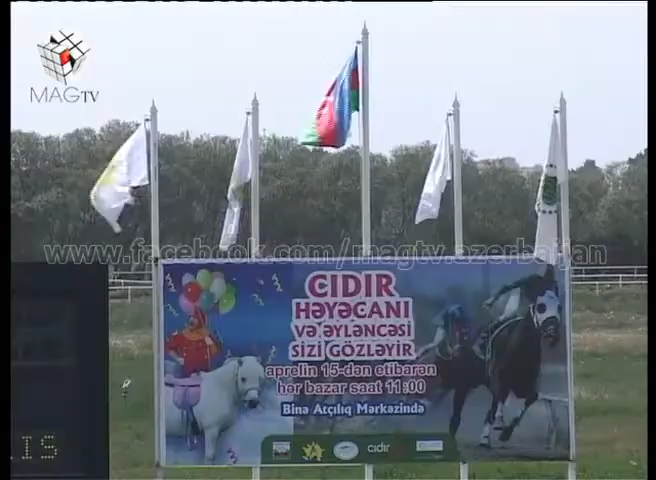 MAGTV
www.facebook.com/magtv.azerbaijan
CIDIR
HƏYƏCANI
VƏ ƏYLƏNCƏSİ
SİZİ GÖZLƏYİR
aprelin 15-dən etibarən
hər bazar saat 11:00
Binə Atçılıq Mərkəzində
cıdır
IS